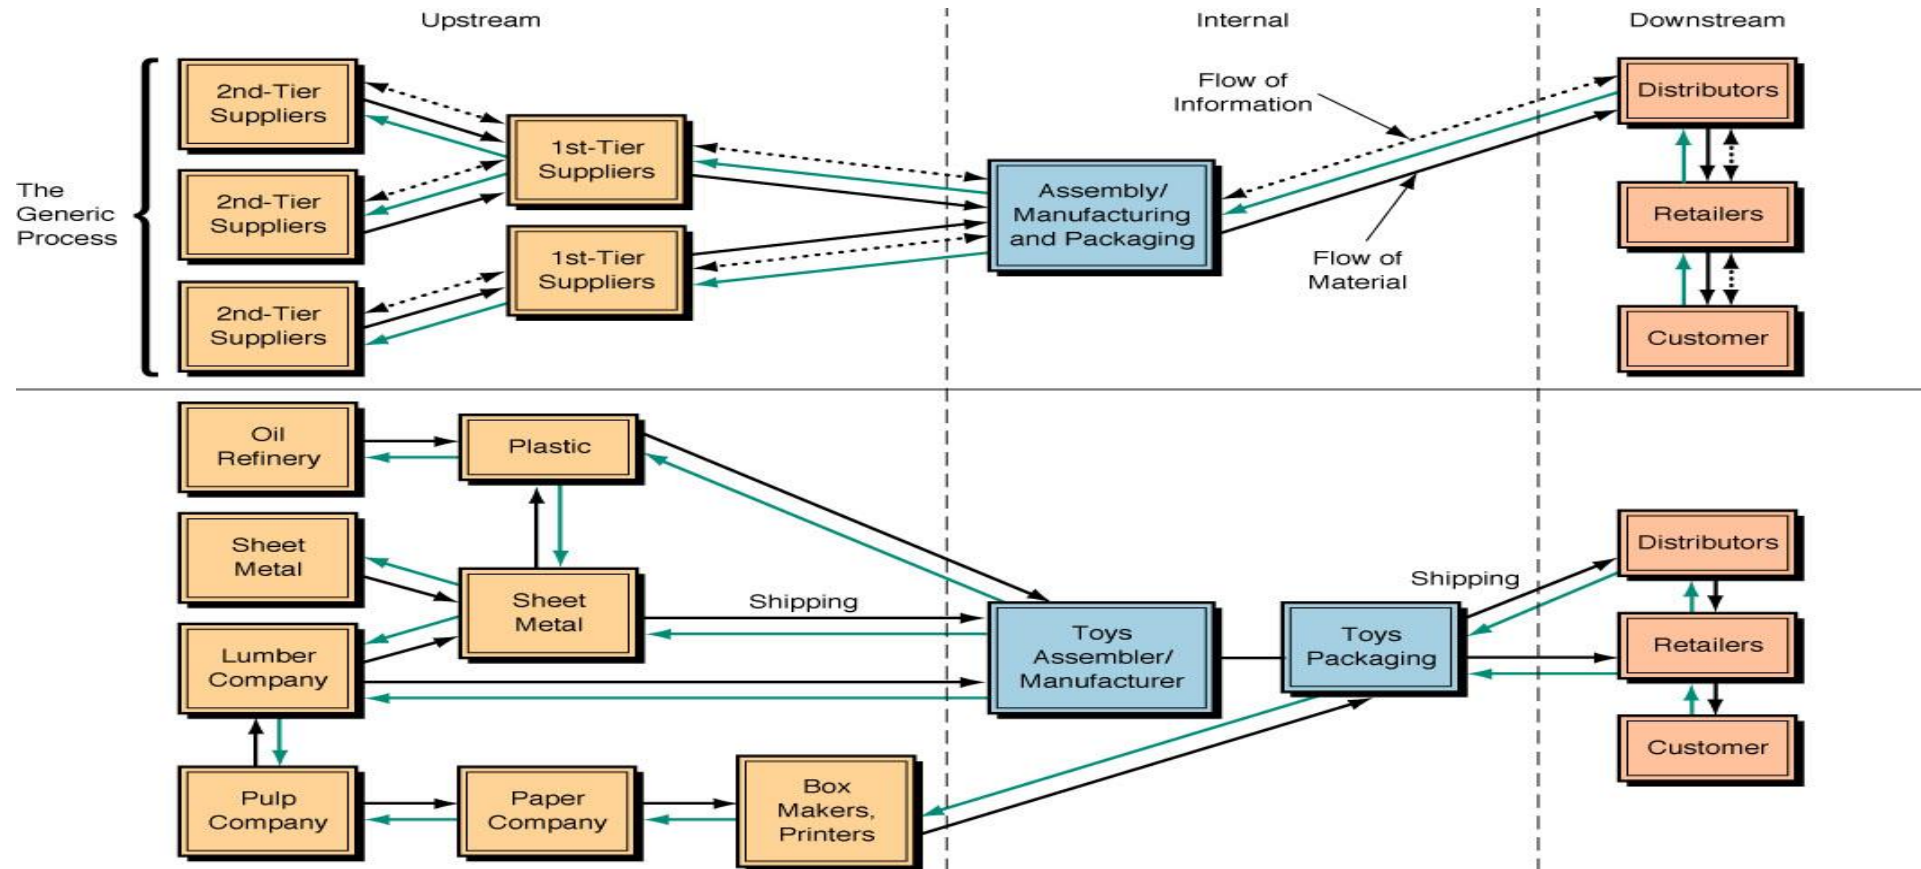 Upstream
Internal
Downstream
The
Generic
Process
2nd-Tier
Suppliers
2nd-Tier
Suppliers
2nd-Tier
Suppliers
1st-Tier
Suppliers
1st-Tier
Suppliers
Assembly/
Manufacturing
and Packaging
Flow of
Information
Flow of
Material
Distributors
Retailers
Customer
Oil
Refinery
Plastic
Sheet
Metal
Sheet
Metal
Shipping
Lumber
Company
Pulp
Company
Paper
Company
Box
Makers,
Printers
Toys
Assembler/
Manufacturer
Toys
Packaging
Shipping
Distributors
Retailers
Customer